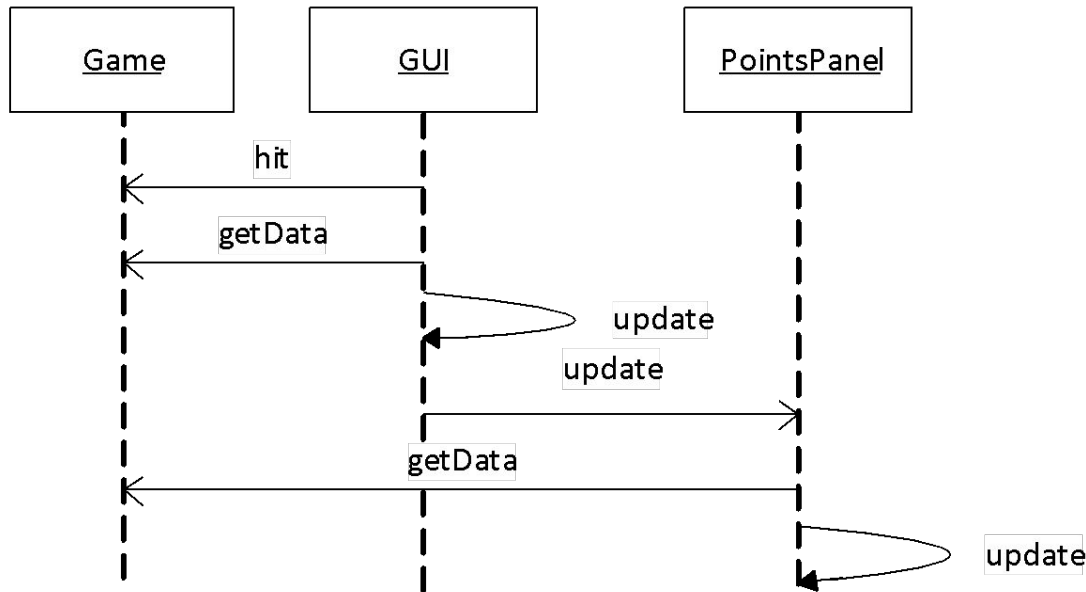 Game
GUI
PointsPanel
hit
getData
update
update
getData
update